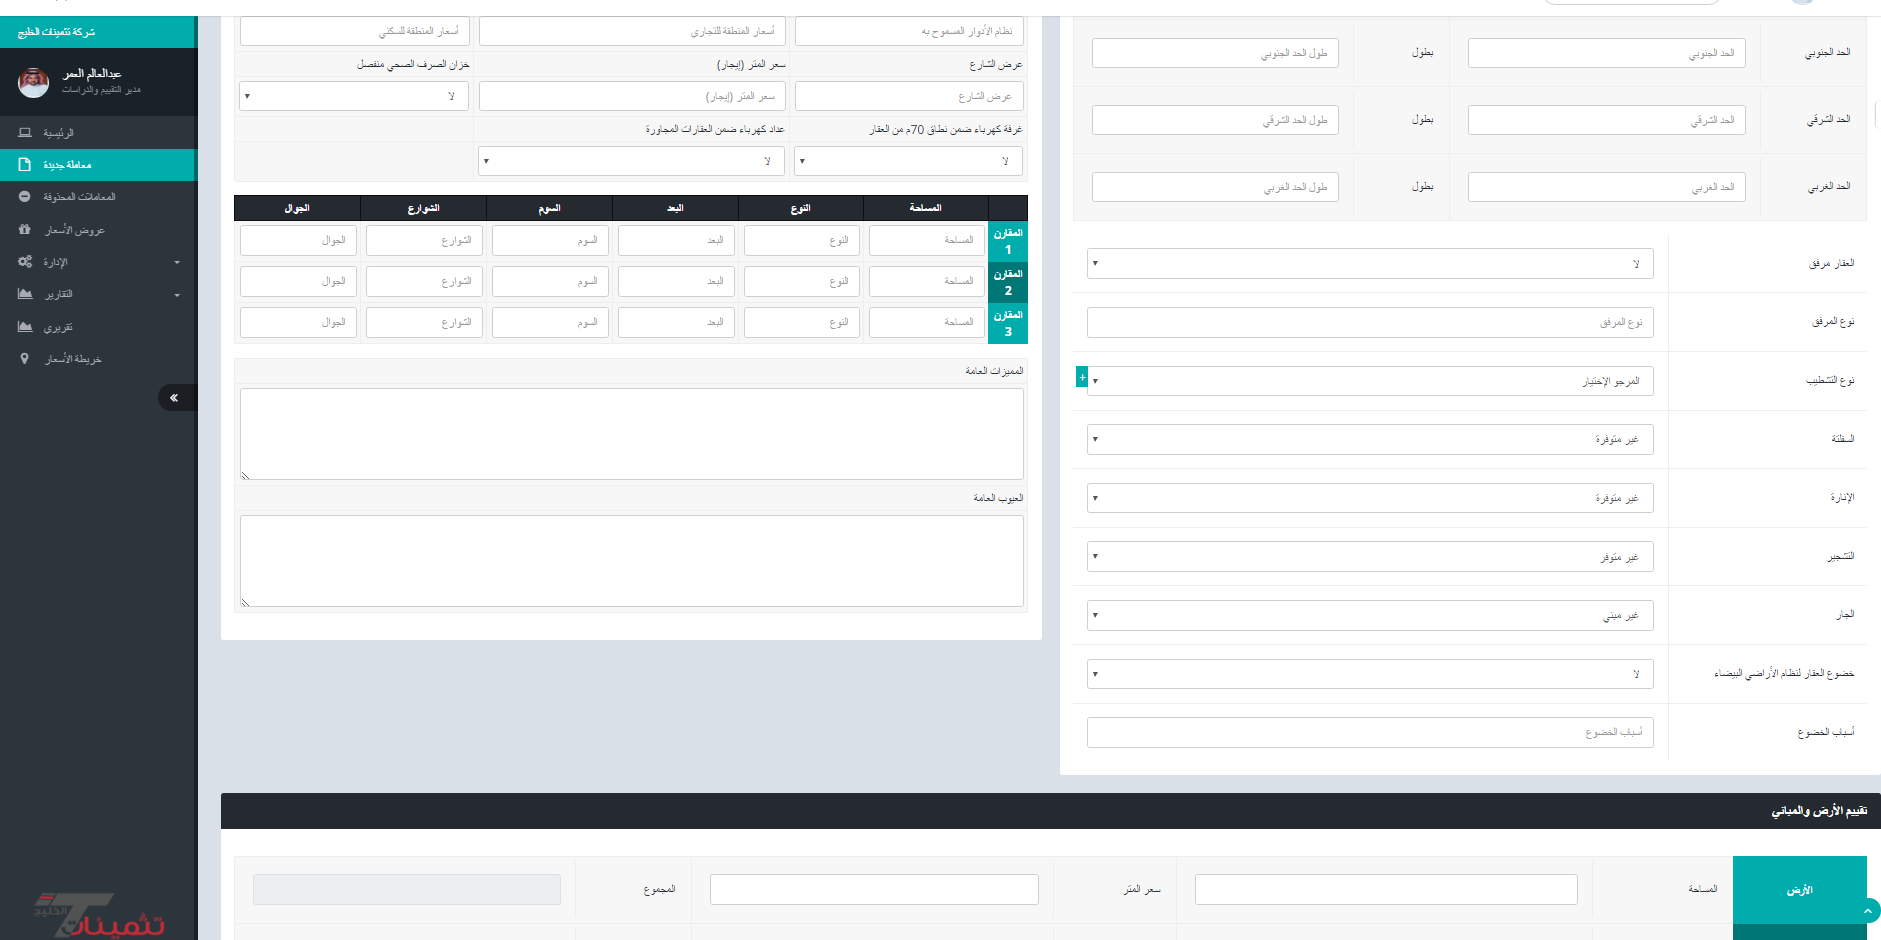 شركة تثمينات الخليج
عبدالعالم العمر
مدير التقييم والدراسات
الرئيسية
معاملة جديدة
المعاملات المحذوفة
عروض الأسعار
الإدارة
التقارير
تقريري
خريطة الأسعار
الحد الجنوبي
الحد الجنوبي
بطول
طول الحد الجنوبي
الحد الشرقي
الحد الشرقي
بطول
طول الحد الشرقي
الحد الغربي
الحد الغربي
بطول
طول الحد الغربي
العقار مرفق
لا
نوع المرفق
نوع المرفق
نوع التشطيب
المرجو الإختيار
+
السفلتة
غير متوفرة
الإنارة
غير متوفرة
التشجير
غير متوفر
الجار
غير مبني
خضوع العقار لنظام الأراضي البيضاء
لا
أسباب الخضوع
أسباب الخضوع
نظام الأدوار المسموح به
أسعار المنطقة للتجاري
أسعار المنطقة للسكني
عرض الشارع
سعر المتر (إيجار)
خزان الصرف الصحي منفصل
عرض الشارع
سعر المتر (إيجار)
لا
غرفة كهرباء ضمن نطاق 70م من العقار
عداد كهرباء ضمن العقارات المجاورة
لا
لا
المساحة النوع البعد السوم الشوارع الجوال
المقارن 1
المساحة النوع البعد السوم الشوارع الجوال
المقارن 2
المساحة النوع البعد السوم الشوارع الجوال
المقارن 3
المساحة النوع البعد السوم الشوارع الجوال
المميزات العامة
العيوب العامة
تقييم الأرض والمباني
الأرض
المساحة
سعر المتر
المجموع
تثمينات
الخليج